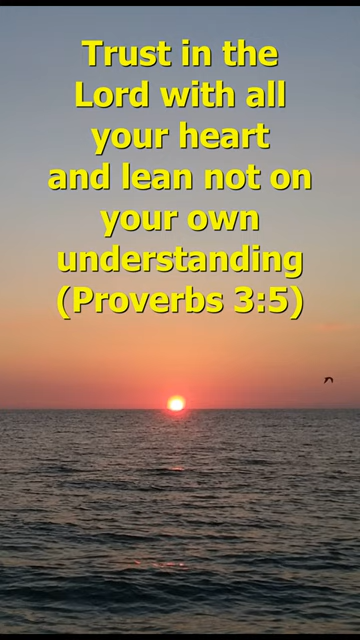 Trust in the
Lord with all
your heart
and lean not on
your own
understanding
(Proverbs 3:5)